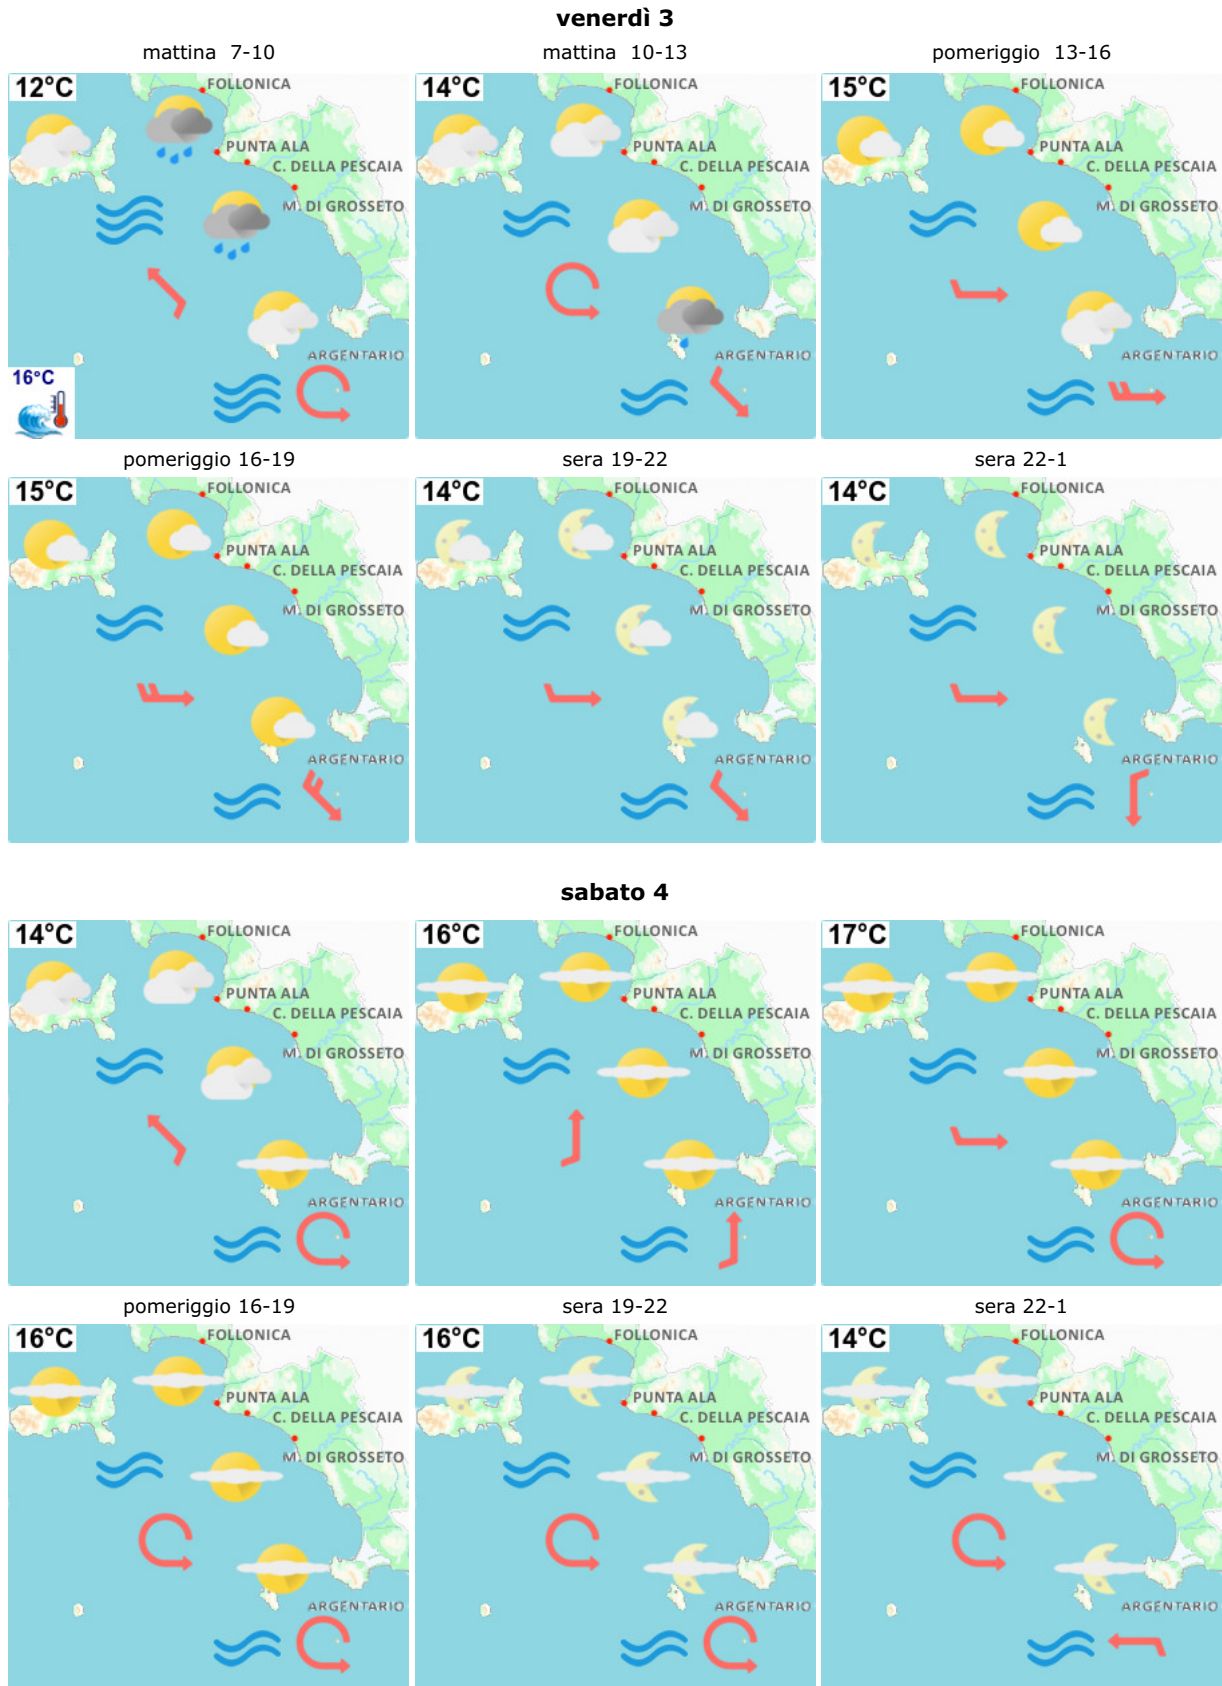 venerdì 3
mattina 7-10
mattina 10-13
pomeriggio 13-16
12°C
FOLLONICA
PUNTA ALA
C. DELLA PESCAIA
M. DI GROSSETO
ARGENTARIO
16°C
14°C
FOLLONICA
PUNTA ALA
C. DELLA PESCAIA
M. DI GROSSETO
ARGENTARIO
15°C
FOLLONICA
PUNTA ALA
C. DELLA PESCAIA
M. DI GROSSETO
ARGENTARIO
pomeriggio 16-19
sera 19-22
sera 22-1
15°C
FOLLONICA
PUNTA ALA
C. DELLA PESCAIA
M. DI GROSSETO
ARGENTARIO
14°C
FOLLONICA
PUNTA ALA
C. DELLA PESCAIA
M. DI GROSSETO
ARGENTARIO
14°C
FOLLONICA
PUNTA ALA
C. DELLA PESCAIA
M. DI GROSSETO
ARGENTARIO
sabato 4
14°C
FOLLONICA
PUNTA ALA
C. DELLA PESCAIA
M. DI GROSSETO
ARGENTARIO
16°C
FOLLONICA
PUNTA ALA
C. DELLA PESCAIA
M. DI GROSSETO
ARGENTARIO
17°C
FOLLONICA
PUNTA ALA
C. DELLA PESCAIA
M. DI GROSSETO
ARGENTARIO
pomeriggio 16-19
sera 19-22
sera 22-1
16°C
FOLLONICA
PUNTA ALA
C. DELLA PESCAIA
M. DI GROSSETO
ARGENTARIO
16°C
FOLLONICA
PUNTA ALA
C. DELLA PESCAIA
M. DI GROSSETO
ARGENTARIO
14°C
FOLLONICA
PUNTA ALA
C. DELLA PESCAIA
M. DI GROSSETO
ARGENTARIO